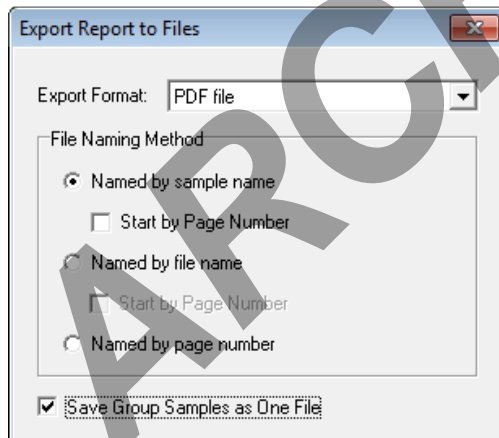 Export Report to Files
Export Format: PDF file
File Naming Method
Named by sample name
Start by Page Number
Named by file name
Start by Page Number
Named by page number
Save Group Samples as One File
ARCH